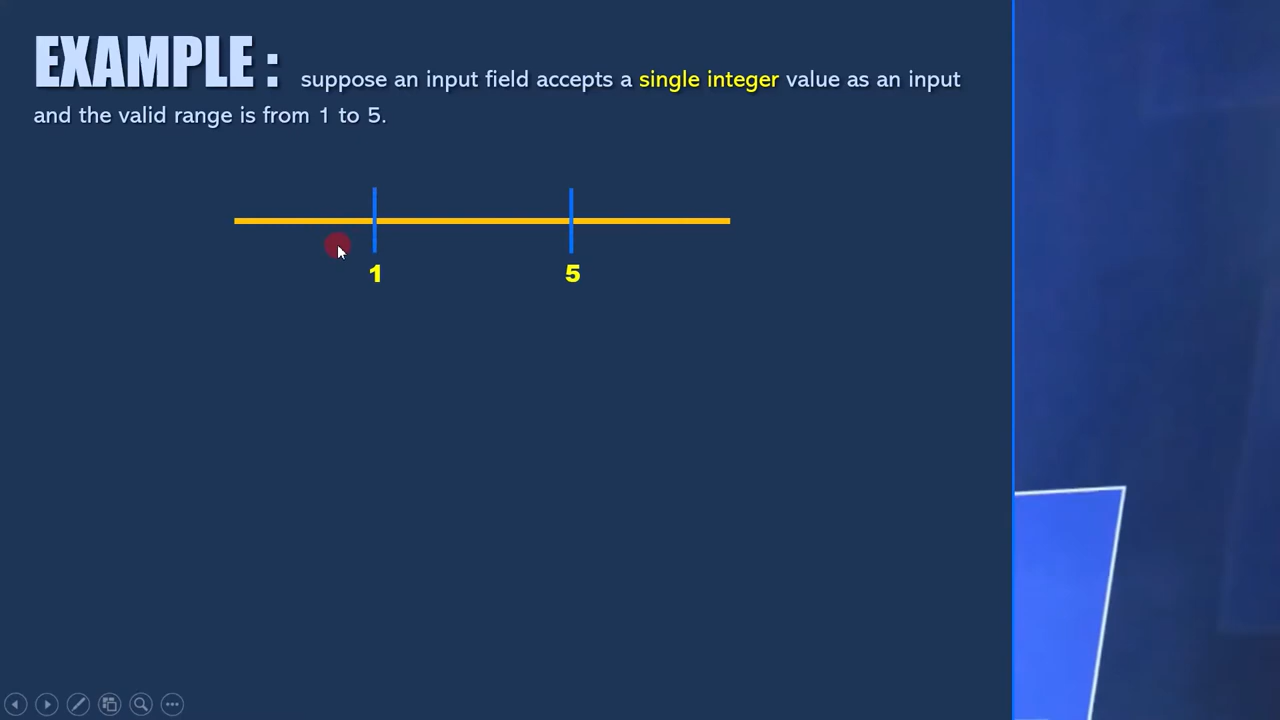 EXAMPLE : suppose an input field accepts a single integer value as an input
and the valid range is from 1 to 5.
1 5